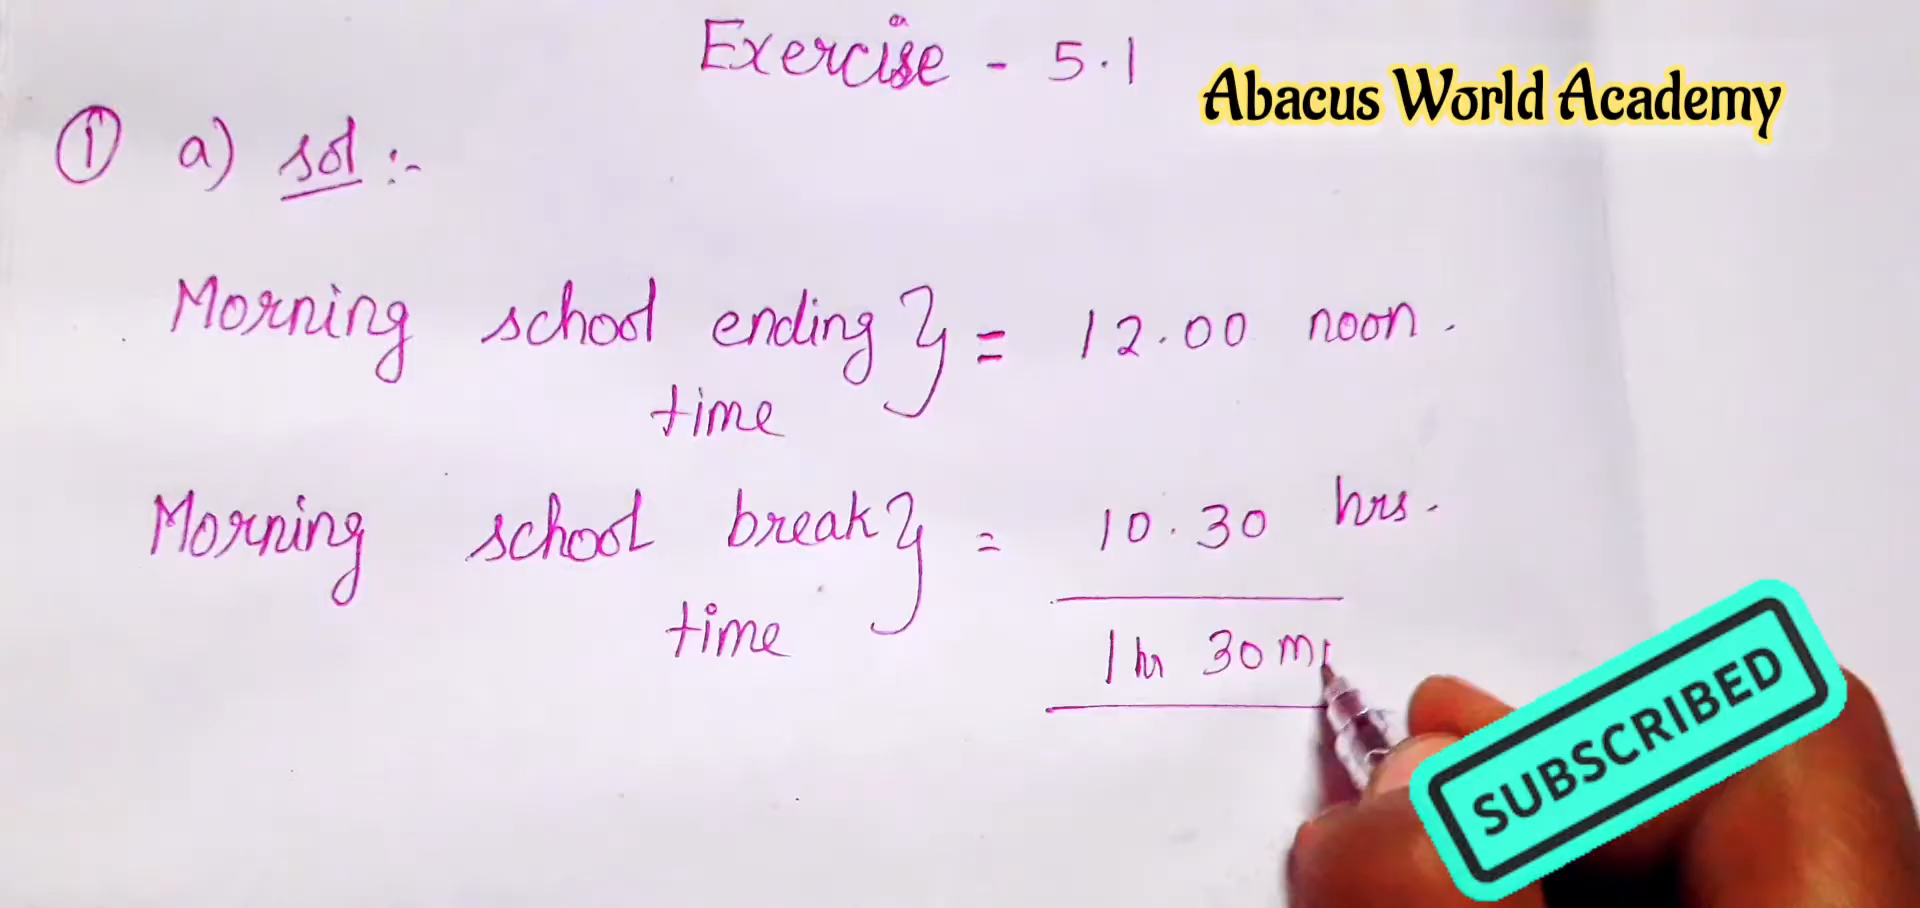 Exercise - 5.1
Abacus World Academy
① a) sol :-
Morning school ending } = 12.00 noon.
time
Morning school break } = 10.30 hrs.
time
1 hr 30 mi
SUBSCRIBED